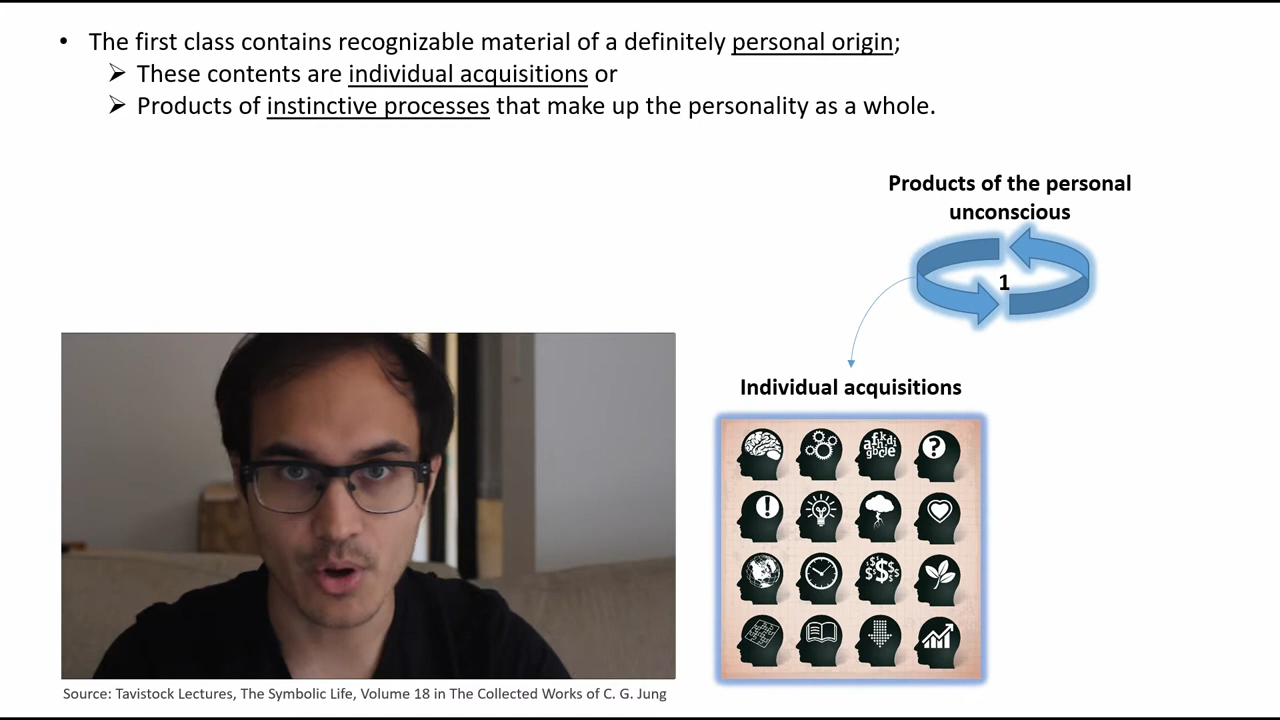 • The first class contains recognizable material of a definitely personal origin;
➤ These contents are individual acquisitions or
➤ Products of instinctive processes that make up the personality as a whole.
Products of the personal
unconscious
1
Individual acquisitions
?
!
Source: Tavistock Lectures, The Symbolic Life, Volume 18 in The Collected Works of C. G. Jung